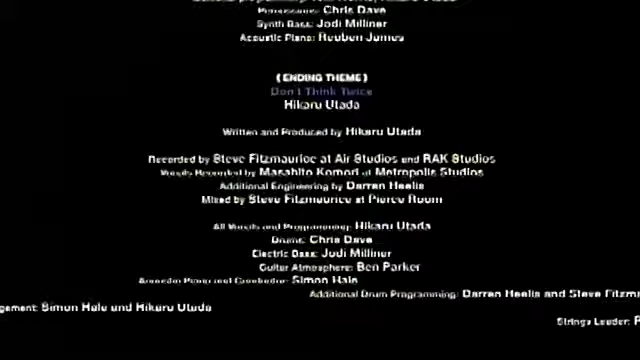 Chris Dave
Synth Bass: Jodi Milliner
Acoustic Piano: Reuben James
( ENDING THEME )
Don't Think Twice
Hikaru Utada
Written and Produced by Hikaru Utada
Recorded by Steve Fitzmaurice at Air Studios and RAK Studios
Vocals Recorded by Masahito Komori at Metropolis Studios
Additional Engineering by Darren Heelis
Mixed by Steve Fitzmaurice at Pierce Room
All Vocals and Programming: Hikaru Utada
Drums: Chris Dave
Electric Bass: Jodi Milliner
Guitar Atmosphere: Ben Parker
Simon Hale
Additional Drum Programming: Darren Heelis and Steve Fitzma
ngement: Simon Hale and Hikaru Utada
Strings Leader: